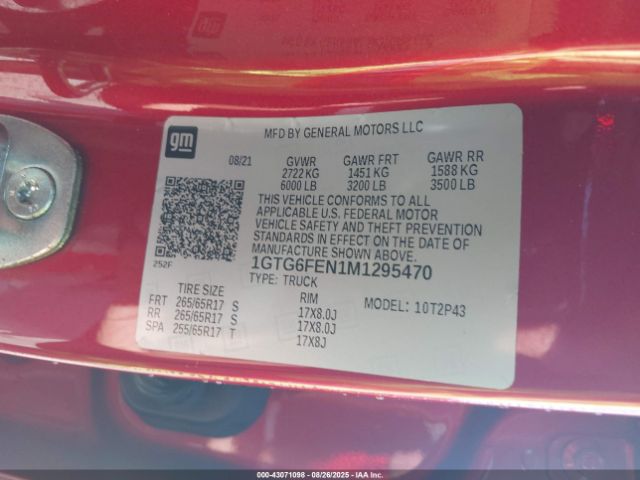 gm
MFD BY GENERAL MOTORS LLC
08/21 GVWR GAWR FRT GAWR RR
2722 KG 1451 KG 1588 KG
6000 LB 3200 LB 3500 LB
THIS VEHICLE CONFORMS TO ALL
APPLICABLE U.S. FEDERAL MOTOR
VEHICLE SAFETY AND THEFT PREVENTION
STANDARDS IN EFFECT ON THE DATE OF
MANUFACTURE SHOWN ABOVE.
252F
1GTG6FEN1M1295470
TYPE: TRUCK
TIRE SIZE RIM MODEL: 10T2P43
FRT 265/65R17 S 17X8.0J
RR 265/65R17 S 17X8.0J
SPA 255/65R17 T 17X8J
000-43071098 - 08/26/2025 - IAAI.COM